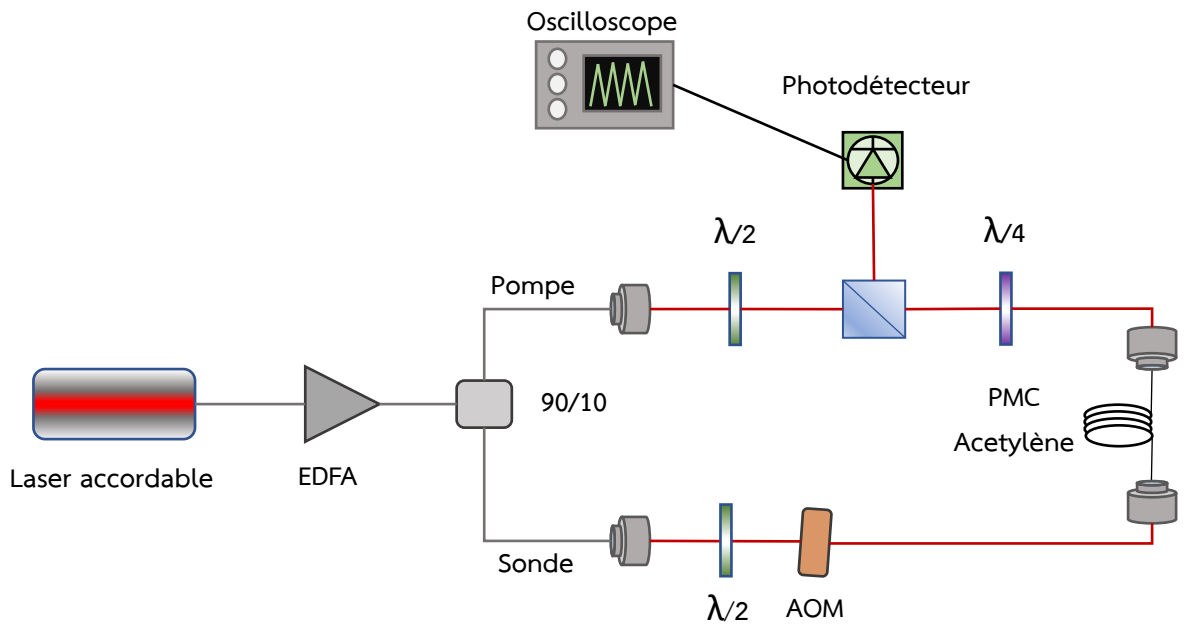 Oscilloscope
Photodétecteur
λ/2
λ/4
Pompe
90/10
PMC
Acetylène
Laser accordable
EDFA
Sonde
λ/2
AOM